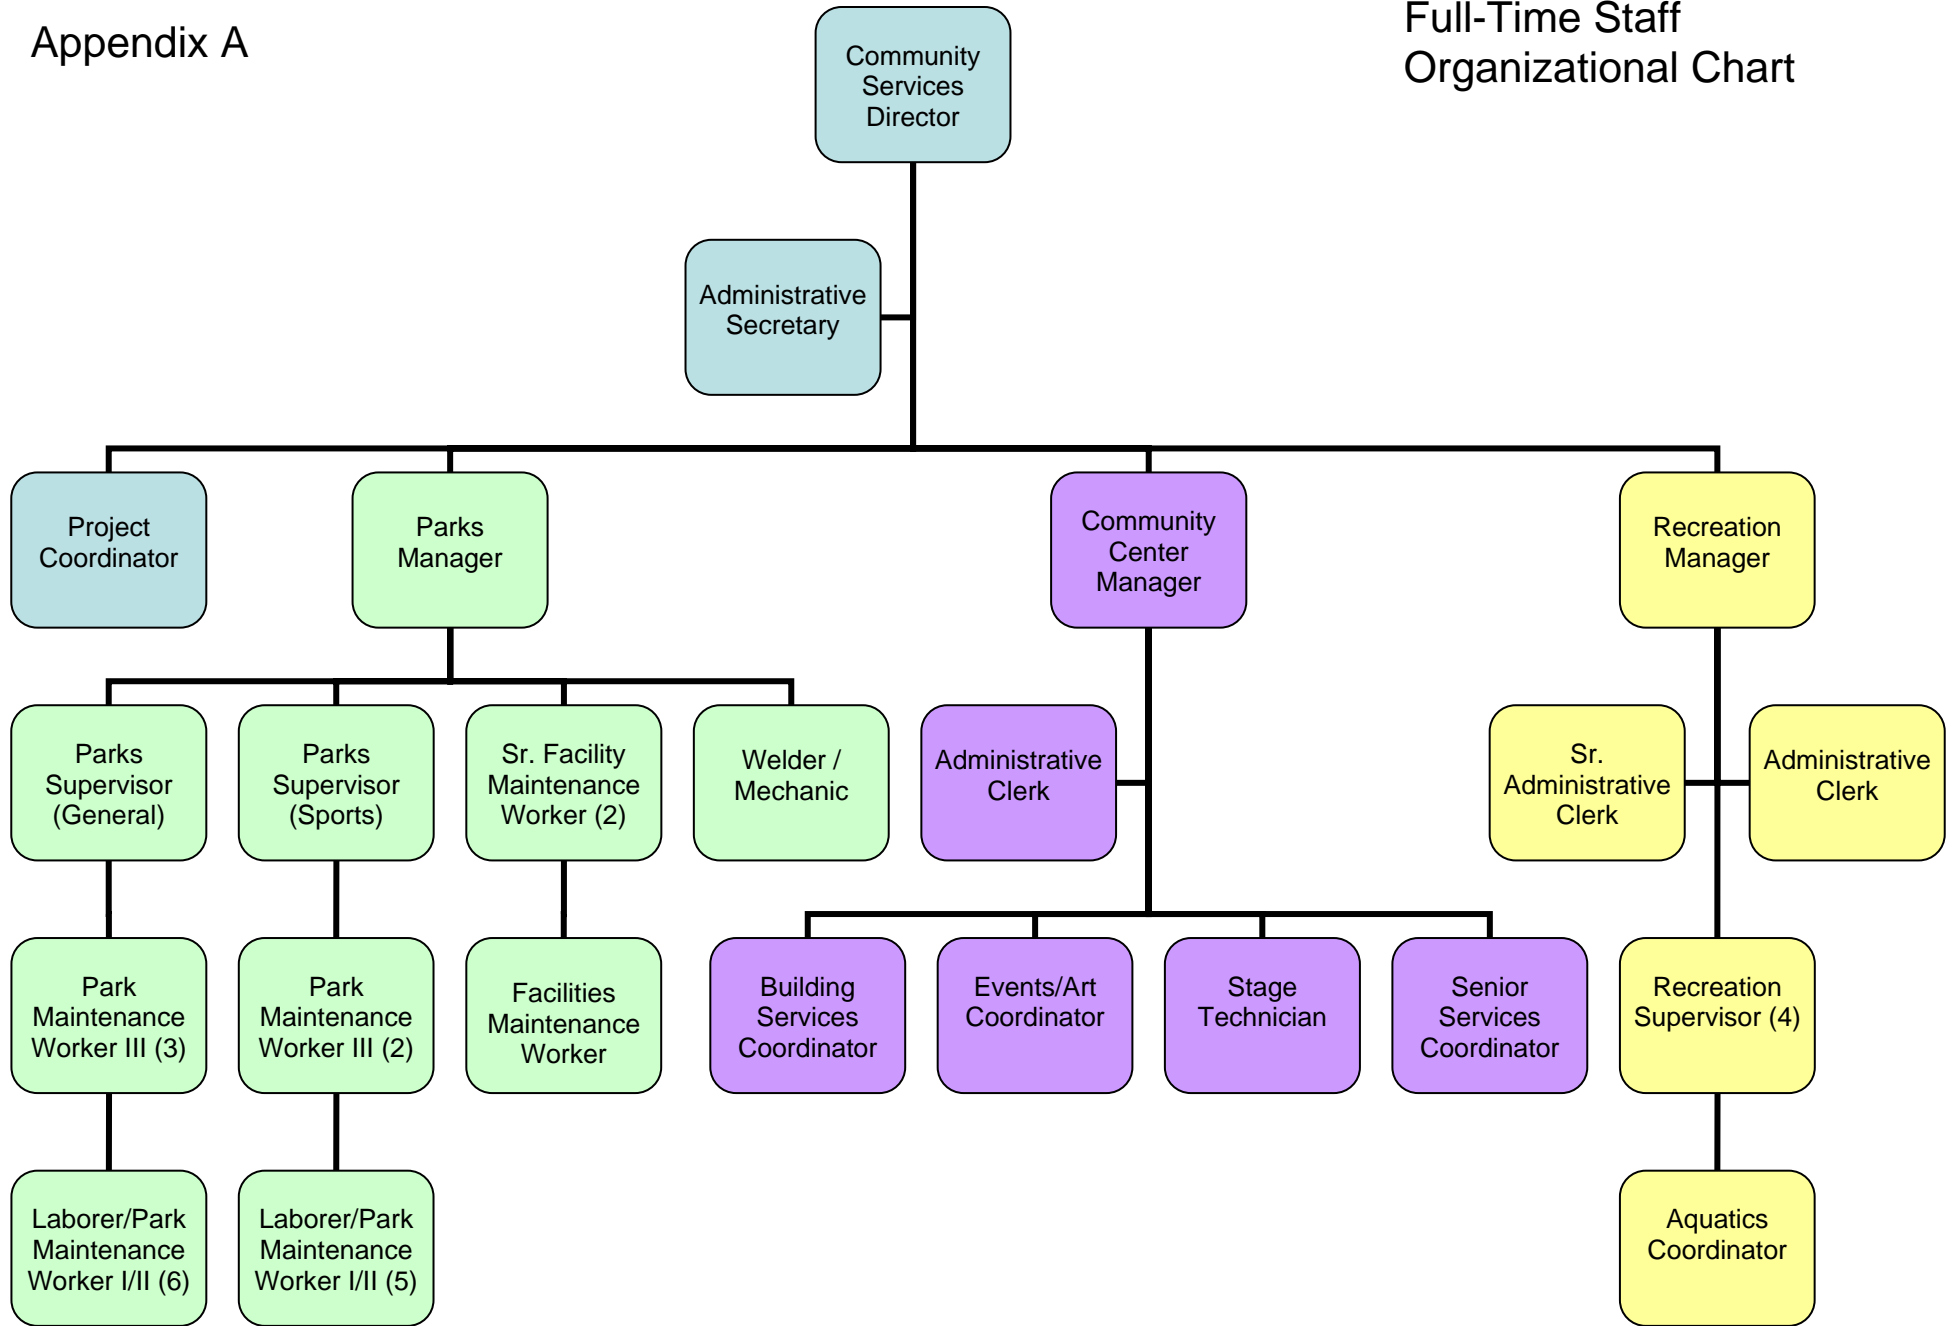 Appendix A
Full-Time Staff
Organizational Chart
Community
Services
Director
Administrative
Secretary
Project
Coordinator
Parks
Manager
Community
Center
Manager
Recreation
Manager
Parks
Supervisor
(General)
Parks
Supervisor
(Sports)
Sr. Facility
Maintenance
Worker (2)
Welder /
Mechanic
Administrative
Clerk
Sr.
Administrative
Clerk
Administrative
Clerk
Park
Maintenance
Worker III (3)
Park
Maintenance
Worker III (2)
Facilities
Maintenance
Worker
Building
Services
Coordinator
Events/Art
Coordinator
Stage
Technician
Senior
Services
Coordinator
Recreation
Supervisor (4)
Laborer/Park
Maintenance
Worker I/II (6)
Laborer/Park
Maintenance
Worker I/II (5)
Aquatics
Coordinator